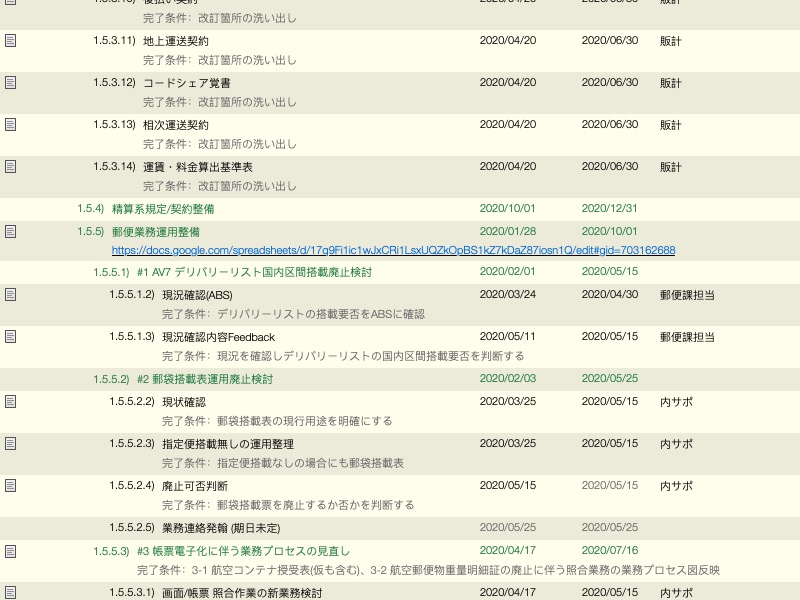 完了条件：改訂箇所の洗い出し
1.5.3.11) 地上運送契約 2020/04/20 2020/06/30 販計
完了条件：改訂箇所の洗い出し
1.5.3.12) コードシェア覚書 2020/04/20 2020/06/30 販計
完了条件：改訂箇所の洗い出し
1.5.3.13) 相次運送契約 2020/04/20 2020/06/30 販計
完了条件：改訂箇所の洗い出し
1.5.3.14) 運賃・料金算出基準表 2020/04/20 2020/06/30 販計
完了条件：改訂箇所の洗い出し
1.5.4) 精算系規定/契約整備 2020/10/01 2020/12/31
1.5.5) 郵便業務運用整備 2020/01/28 2020/10/01
https://docs.google.com/spreadsheets/d/17q9Fi1ic1wJxCRi1LsxUQZkOpBS1kZ7kDaZ87iosn1Q/edit#gid=703162688
1.5.5.1) #1 AV7 デリバリーリスト国内区間搭載廃止検討 2020/02/01 2020/05/15
1.5.5.1.2) 現況確認(ABS) 2020/03/24 2020/04/30 郵便課担当
完了条件：デリバリーリストの搭載要否をABSに確認
1.5.5.1.3) 現況確認内容Feedback 2020/05/11 2020/05/15 郵便課担当
完了条件：現況を確認しデリバリーリストの国内区間搭載要否を判断する
1.5.5.2) #2 郵袋搭載表運用廃止検討 2020/02/03 2020/05/25
1.5.5.2.2) 現状確認 2020/03/25 2020/05/15 内サポ
完了条件：郵袋搭載表の現行用途を明確にする
1.5.5.2.3) 指定便搭載無しの運用整理 2020/03/25 2020/05/15 内サポ
完了条件：指定便搭載なしの場合にも郵袋搭載表
1.5.5.2.4) 廃止可否判断 2020/05/15 2020/05/15 内サポ
完了条件：郵袋搭載票を廃止するか否かを判断する
1.5.5.2.5) 業務連絡発翰 (期日未定) 2020/05/25 2020/05/25
1.5.5.3) #3 帳票電子化に伴う業務プロセスの見直し 2020/04/17 2020/07/16
完了条件：3-1 航空コンテナ授受表(仮も含む)、3-2 航空郵便物重量明細証の廃止に伴う照合業務の業務プロセス図反映
1.5.5.3.1) 画面/帳票 照合作業の新業務検討 2020/04/17 2020/05/15 内サポ